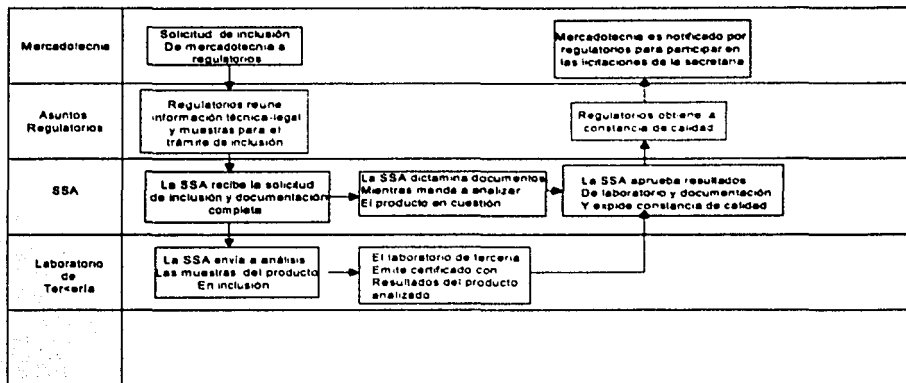 Mercadotecnia
Solicitud de inclusión
De mercadotecnia a
regulatorios
Mercadotecnia es notificado por
regulatorios para participar en
las licitaciones de la secretaria
Asuntos
Regulatorios
Regulatorios reune
información técnica-legal
y muestras para el
trámite de inclusión
Regulatorios obtiene la
constancia de calidad
SSA
La SSA recibe la solicitud
de inclusión y documentación
completa
La SSA dictamina documentos
Mientras manda a analizar
El producto en cuestión
La SSA aprueba resultados
De laboratorio y documentación
Y expide constancia de calidad
Laboratorio
de
Tercería
La SSA envía a análisis
Las muestras del producto
En inclusión
El laboratorio de tercería
Emite certificado con
Resultados del producto
analizado